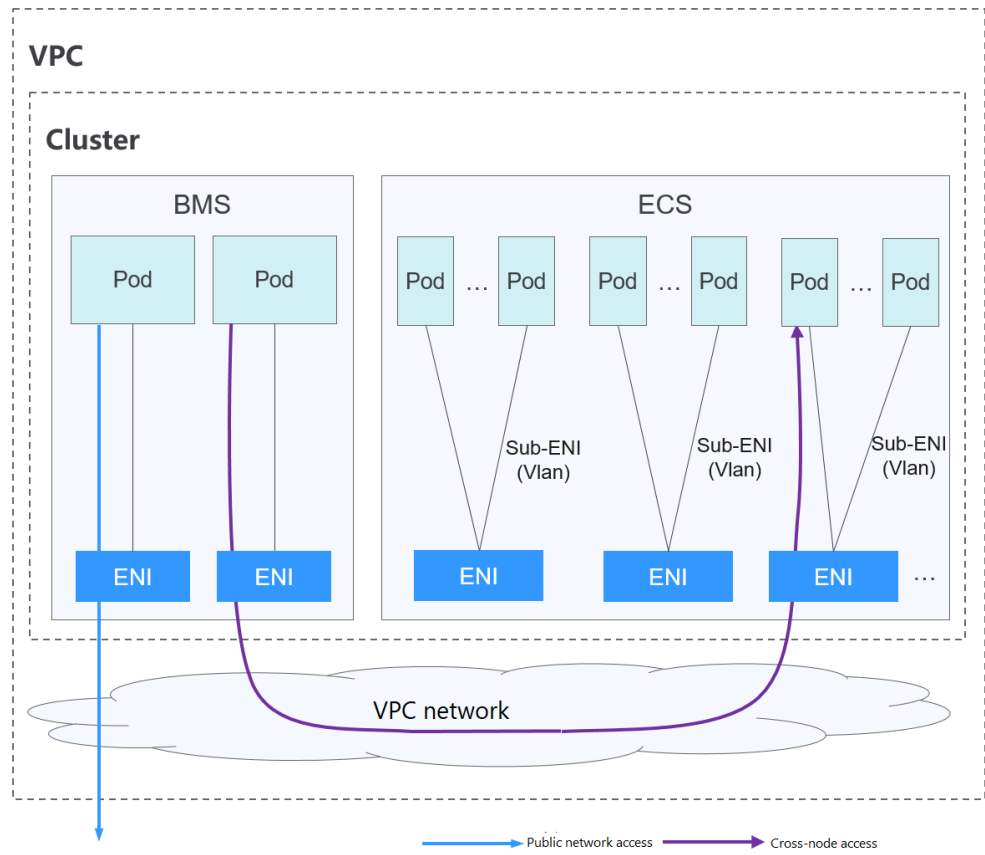 VPC
Cluster
BMS
ECS
Pod
Pod
Pod
...
Pod
Pod
...
Pod
Pod
...
Pod
Sub-ENI
(Vlan)
Sub-ENI
(Vlan)
Sub-ENI
(Vlan)
ENI
ENI
ENI
ENI
ENI
...
VPC network
Public network access
Cross-node access